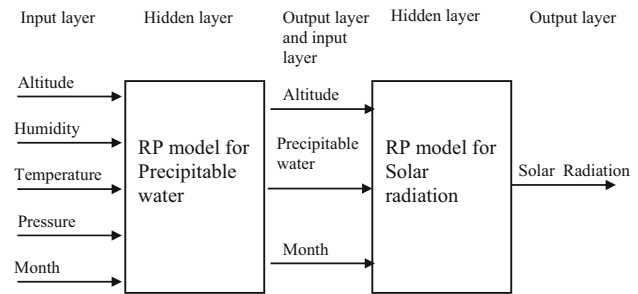 Input layer
Hidden layer
Output layer
and input
layer
Hidden layer
Output layer
Altitude
Humidity
Temperature
Pressure
Month
RP model for
Precipitable
water
Altitude
Precipitable
water
Month
RP model for
Solar
radiation
Solar Radiation